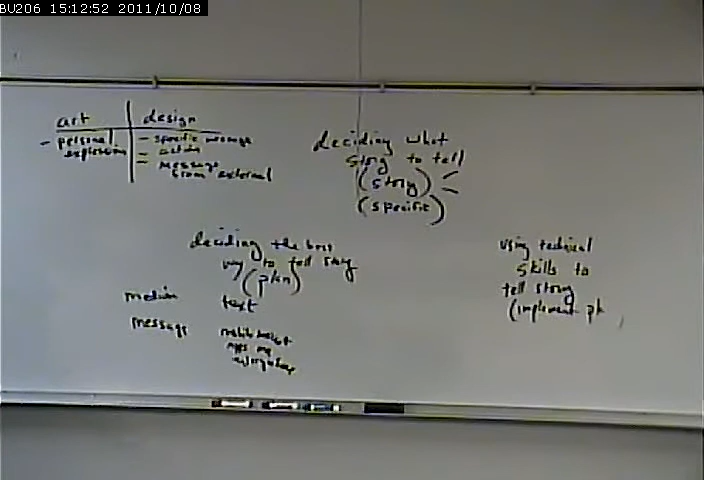 BU206 15:12:52 2011/10/08
art design
- personal expression
- specific message
- action
= message from external
deciding what
story to tell
(story)
(specific)
deciding the best
way to tell story
(plan)
medium text
message
using technical
skills to
tell story
(implement